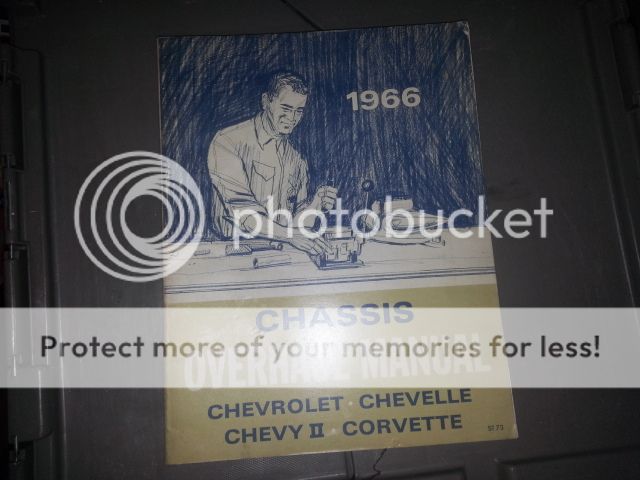 1966
photobucket
CHASSIS
Protect more of your memories for less!
OVERHAUL MANUAL
CHEVROLET · CHEVELLE
CHEVY II · CORVETTE